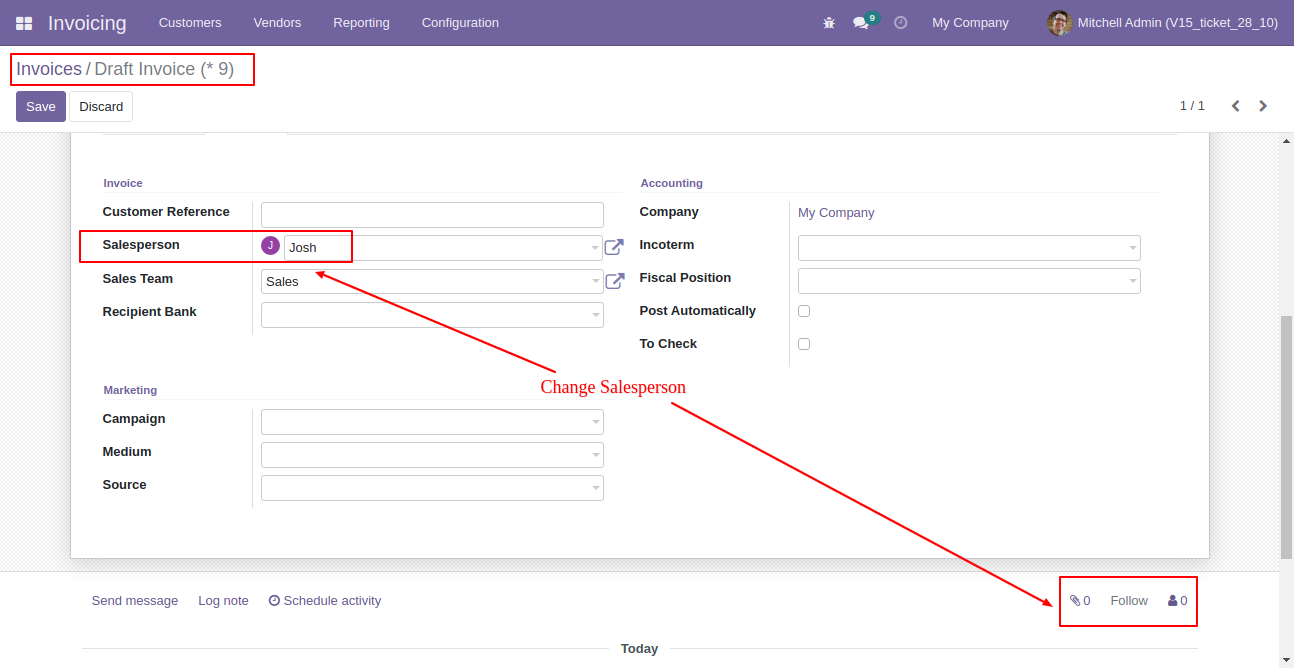 Invoicing Customers Vendors Reporting Configuration 9 My Company Mitchell Admin (V15_ticket_28_10)
Invoices / Draft Invoice (* 9)
Save Discard 1 / 1
Invoice Accounting
Customer Reference Company My Company
Salesperson J Josh Incoterm
Sales Team Sales Fiscal Position
Recipient Bank Post Automatically
To Check
Change Salesperson
Marketing
Campaign
Medium
Source
Send message Log note Schedule activity 0 Follow 0
Today